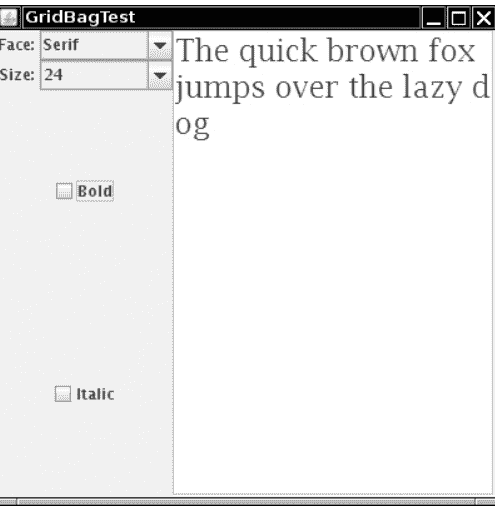 GridBagTest
Face: Serif
Size: 24
Bold
Italic
The quick brown fox
jumps over the lazy d
og